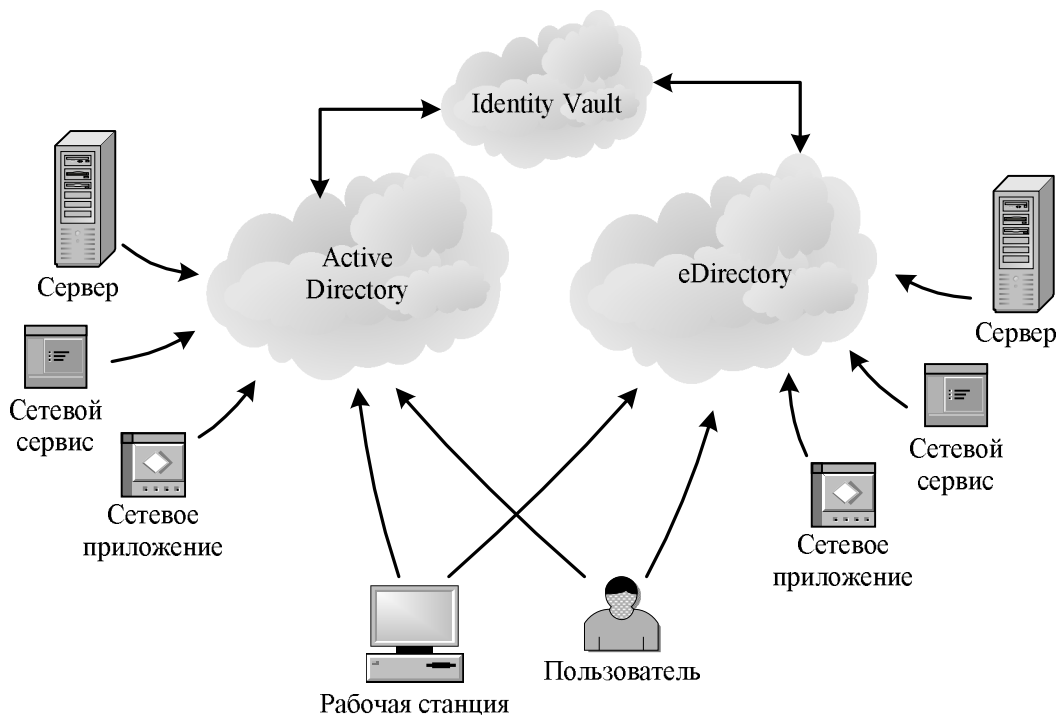 Identity Vault
Active
Directory
eDirectory
Сервер
Сервер
Сетевой
сервис
Сетевой
сервис
Сетевое
приложение
Сетевое
приложение
Пользователь
Рабочая станция